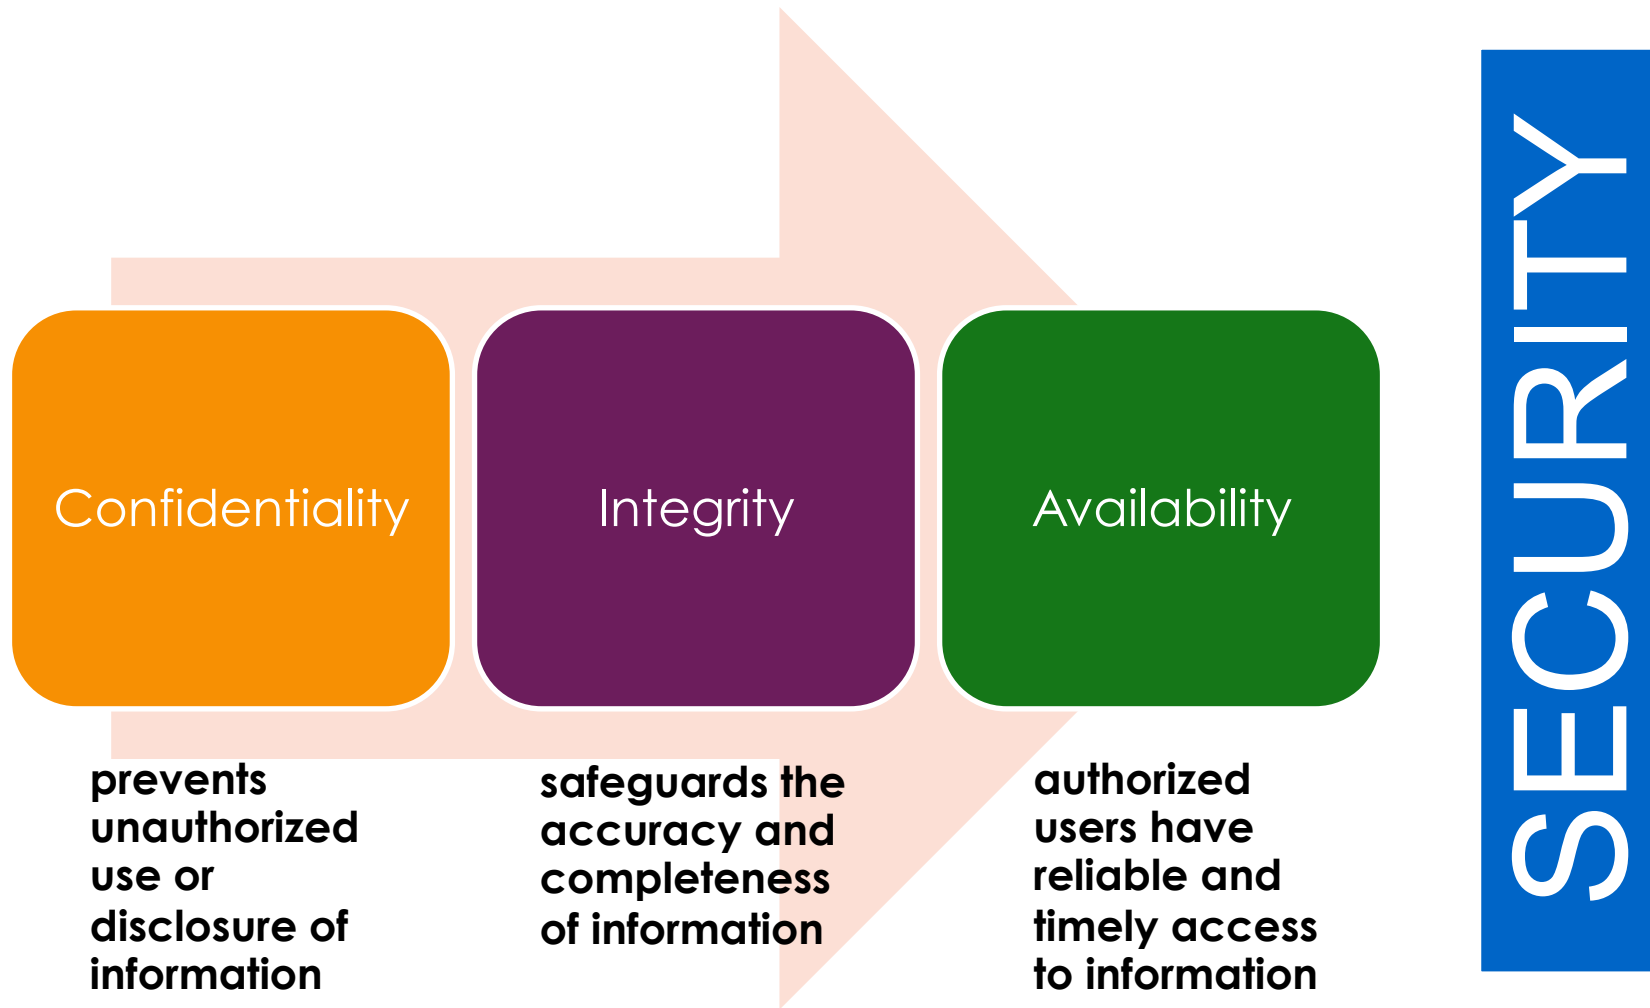 Confidentiality
Integrity
Availability
prevents
unauthorized
use or
disclosure of
information
safeguards the
accuracy and
completeness
of information
authorized
users have
reliable and
timely access
to information
SECURITY